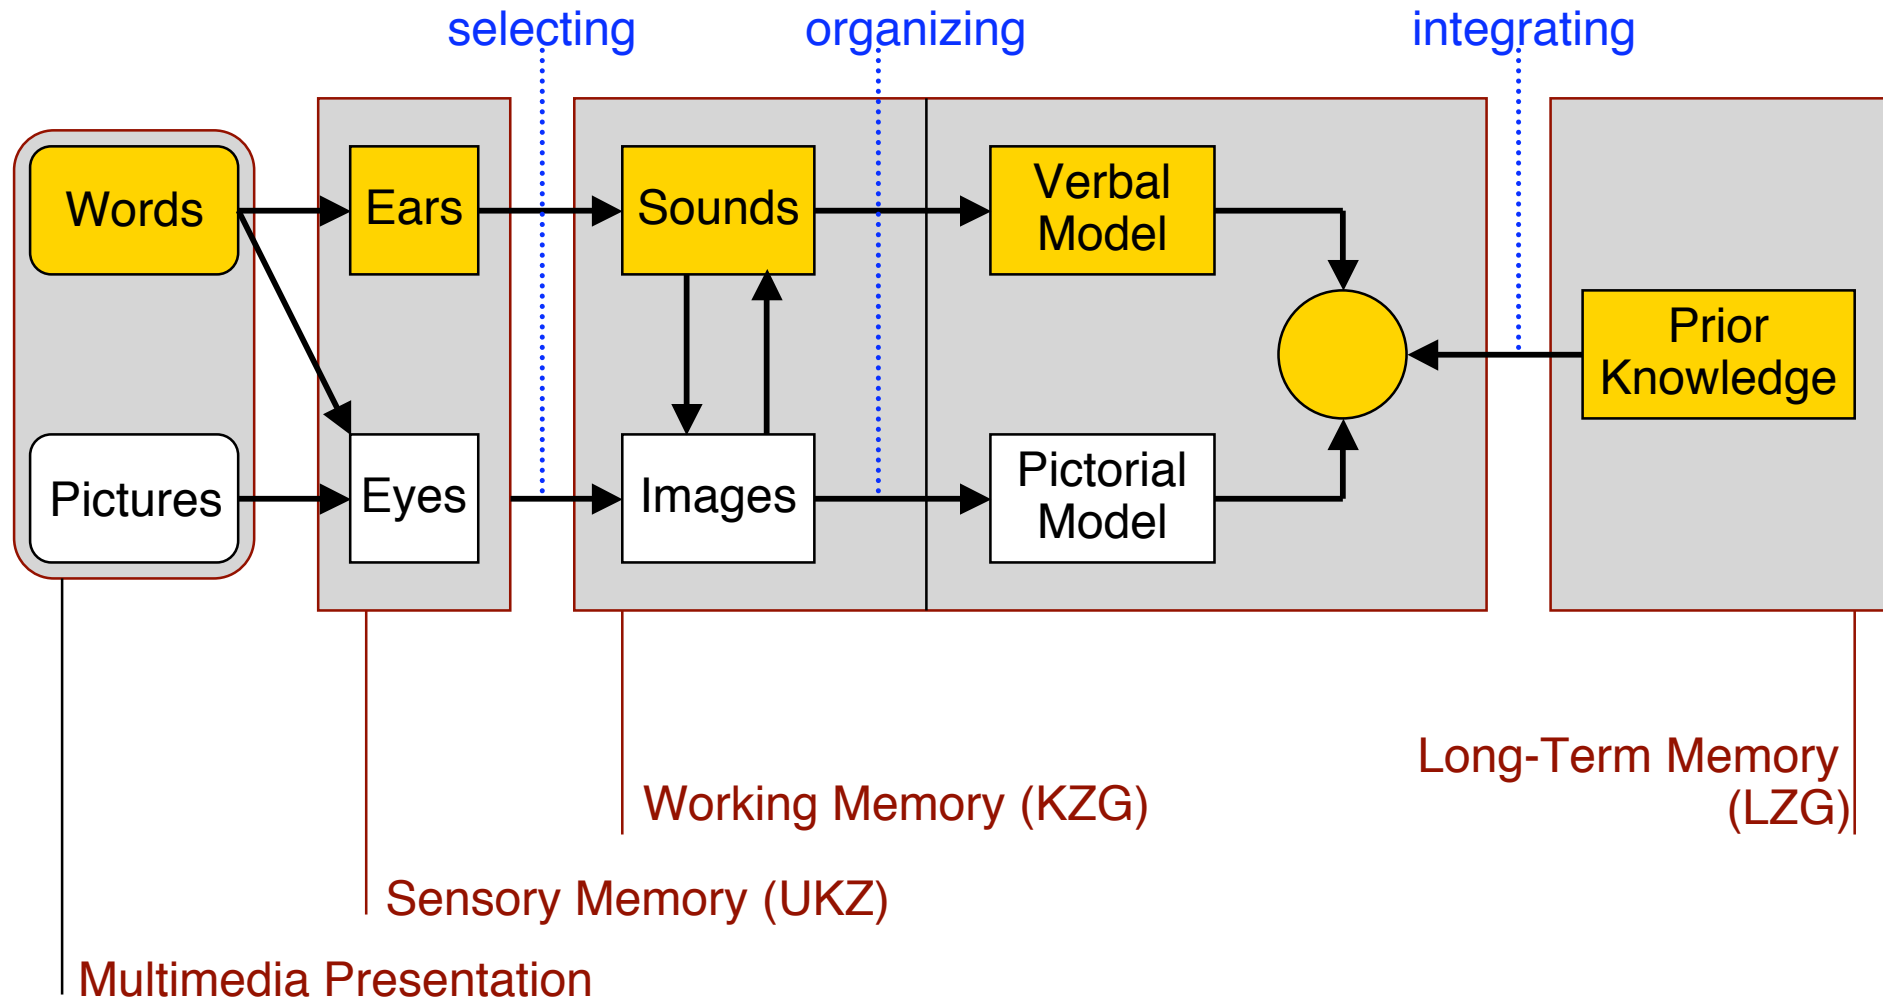 selecting
organizing
integrating
Words
Ears
Sounds
Verbal
Model
Prior
Knowledge
Pictures
Eyes
Images
Pictorial
Model
Long-Term Memory
(LZG)
Working Memory (KZG)
Sensory Memory (UKZ)
Multimedia Presentation